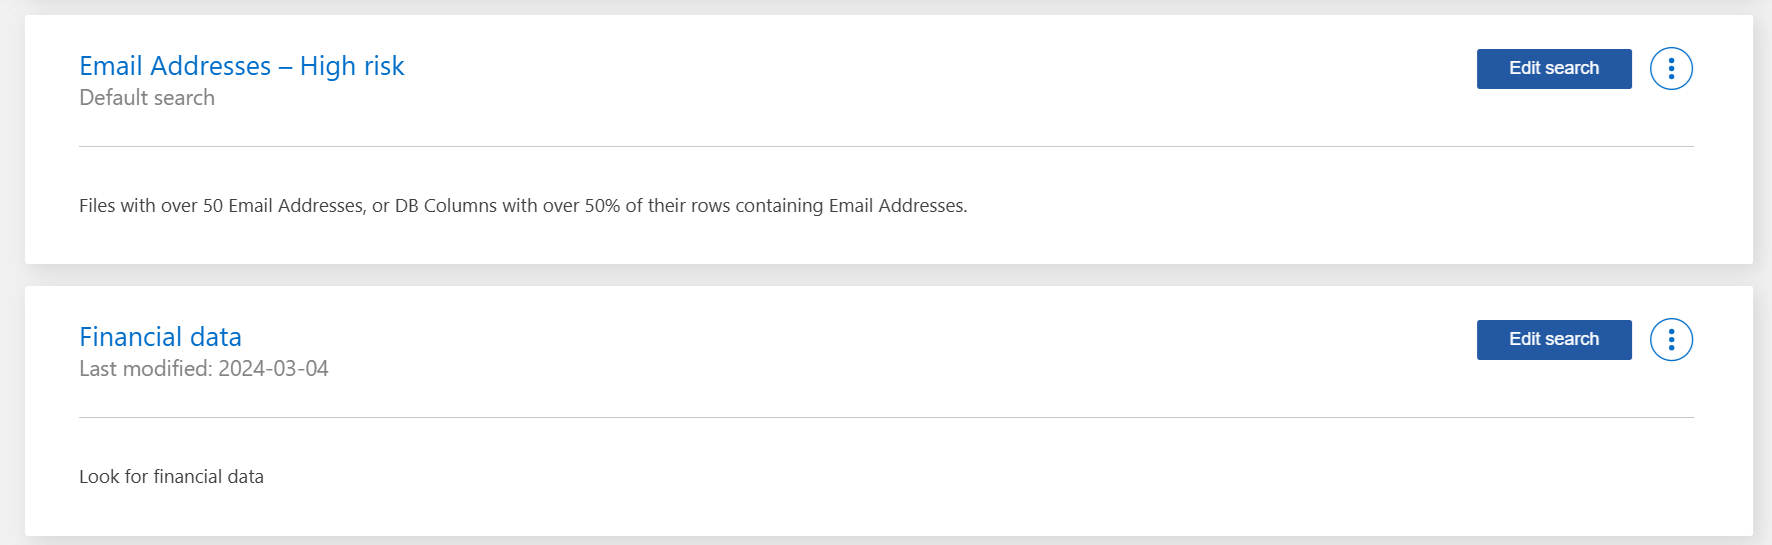 Email Addresses – High risk
Default search
Edit search
Files with over 50 Email Addresses, or DB Columns with over 50% of their rows containing Email Addresses.
Financial data
Last modified: 2024-03-04
Edit search
Look for financial data